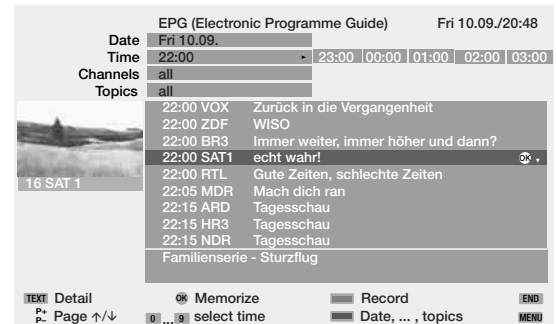 EPG (Electronic Programme Guide) Fri 10.09./20:48
Date Fri 10.09.
Time 22:00 23:00 00:00 01:00 02:00 03:00
Channels all
Topics all
22:00 VOX Zurück in die Vergangenheit
22:00 ZDF WISO
22:00 BR3 Immer weiter, immer höher und dann?
22:00 SAT1 echt wahr! OK
22:00 RTL Gute Zeiten, schlechte Zeiten
16 SAT 1
22:05 MDR Mach dich ran
22:15 ARD Tagesschau
22:15 HR3 Tagesschau
22:15 NDR Tagesschau
Familienserie - Sturzflug
TEXT Detail OK Memorize Record END
P+ P- Page ↑/↓ 0 ... 9 select time Date, ... , topics MENU